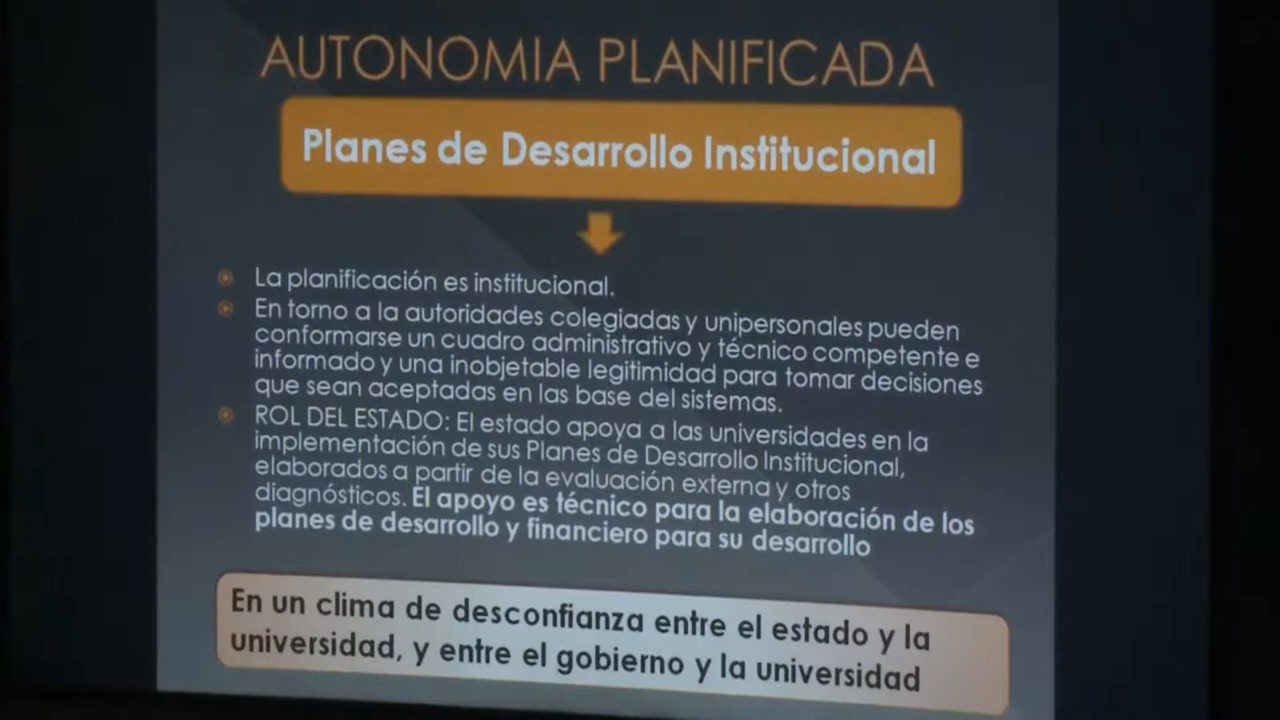 AUTONOMIA PLANIFICADA
Planes de Desarrollo Institucional
La planificación es institucional.
En torno a la autoridades colegiadas y unipersonales pueden
conformarse un cuadro administrativo y técnico competente e
informado y una inobjetable legitimidad para tomar decisiones
que sean aceptadas en las base del sistemas.
ROL DEL ESTADO: El estado apoya a las universidades en la
implementación de sus Planes de Desarrollo Institucional,
elaborados a partir de la evaluación externa y otros
diagnósticos. El apoyo es técnico para la elaboración de los
planes de desarrollo y financiero para su desarrollo
En un clima de desconfianza entre el estado y la
universidad, y entre el gobierno y la universidad